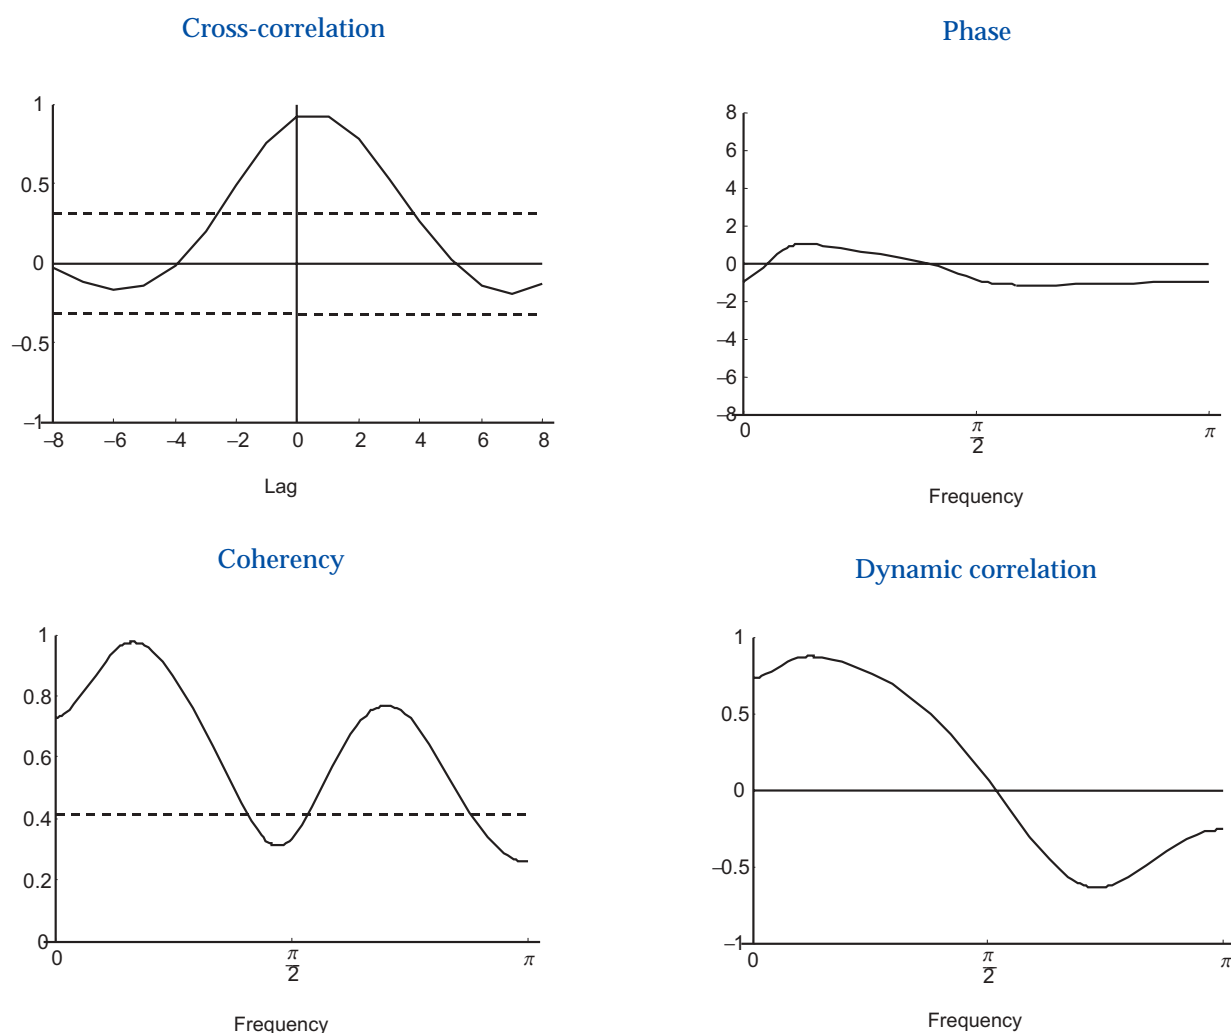 Cross-correlation
1
0.5
0
–0.5
–1
–8 –6 –4 –2 0 2 4 6 8
Lag
Phase
8
6
4
2
0
–2
–4
–6
–8
0 π/2 π
Frequency
Coherency
1
0.8
0.6
0.4
0.2
0
0 π/2 π
Frequency
Dynamic correlation
1
0.5
0
–0.5
–1
0 π/2 π
Frequency